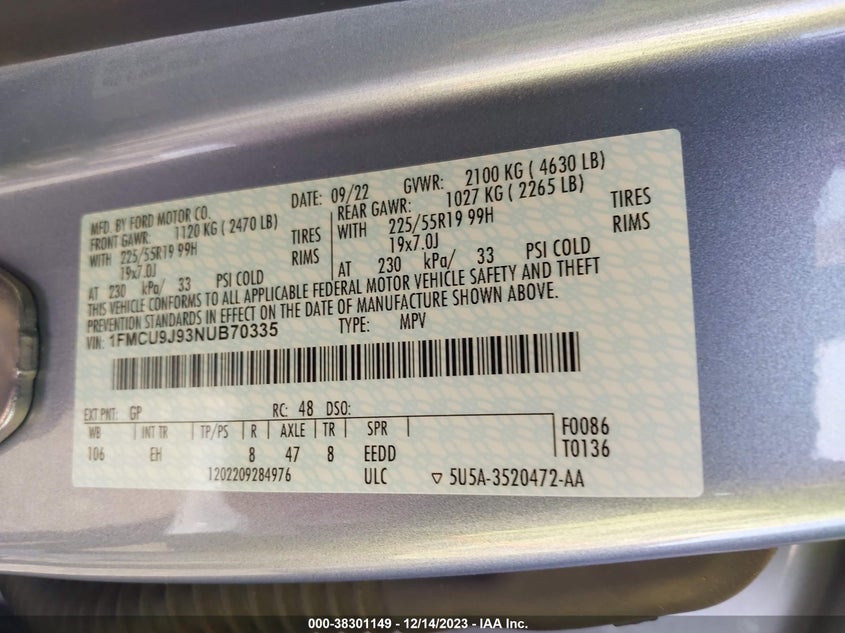 MFD. BY FORD MOTOR CO.
DATE: 09/22 GVWR: 2100 KG ( 4630 LB)
FRONT GAWR: 1120 KG ( 2470 LB)
REAR GAWR: 1027 KG ( 2265 LB)
WITH 225/55R19 99H TIRES
WITH 225/55R19 99H TIRES
19x7.0J RIMS
19x7.0J RIMS
AT 230 kPa/ 33 PSI COLD
AT 230 kPa/ 33 PSI COLD
THIS VEHICLE CONFORMS TO ALL APPLICABLE FEDERAL MOTOR VEHICLE SAFETY AND THEFT
PREVENTION STANDARDS IN EFFECT ON THE DATE OF MANUFACTURE SHOWN ABOVE.
VIN: 1FMCU9J93NUB70335 TYPE: MPV
EXT PNT: GP RC: 48 DSO:
WB INT TR TP/PS R AXLE TR SPR F0086
106 EH 8 47 8 EEDD T0136
1202209284976 ULC ▽ 5U5A-3520472-AA
000-38301149 - 12/14/2023 - IAA Inc.